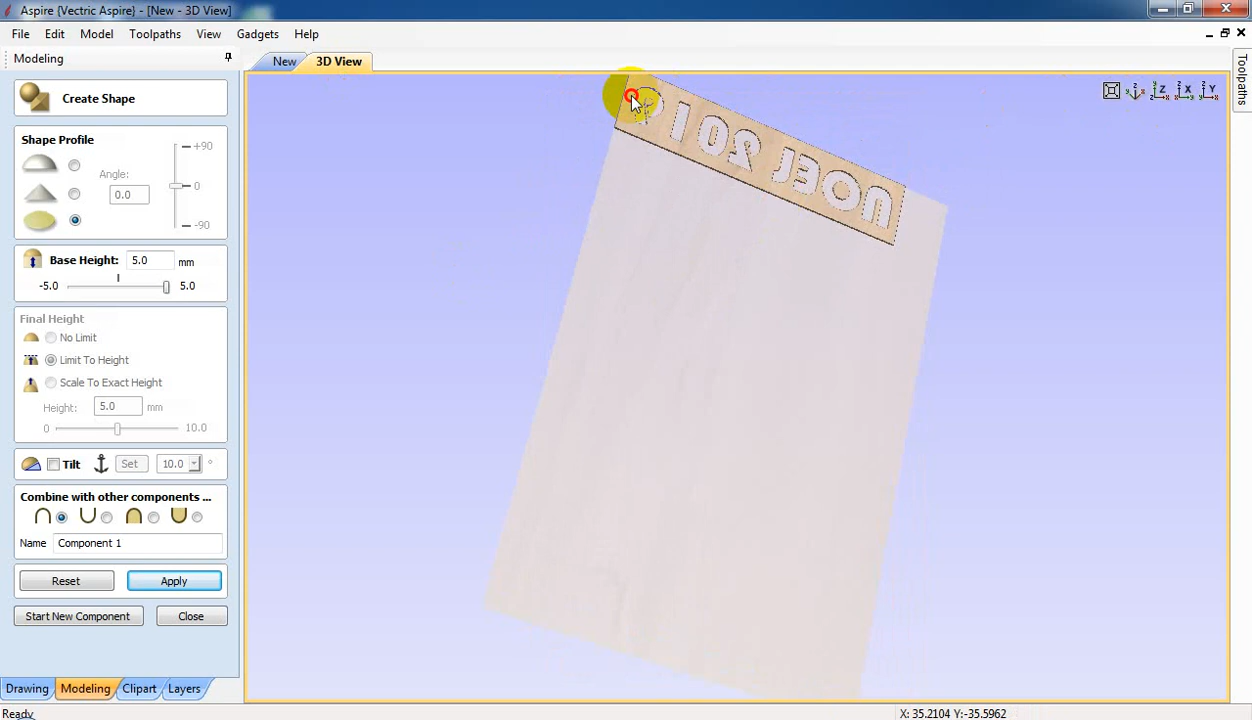 Aspire {Vectric Aspire} - [New - 3D View]
File Edit Model Toolpaths View Gadgets Help
Modeling
New 3D View
Toolpaths
Create Shape
Shape Profile
+90
Angle:
0.0
0
-90
Base Height: 5.0 mm
-5.0 5.0
Final Height
No Limit
Limit To Height
Scale To Exact Height
Height: 5.0 mm
0 10.0
Tilt Set 10.0 °
Combine with other components ...
Name Component 1
Reset Apply
Start New Component Close
Drawing Modeling Clipart Layers
Ready
X: 35.2104 Y:-35.5962
Z X Y